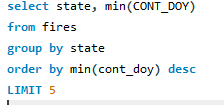 select state, min(CONT_DOY)
from fires
group by state
order by min(cont_doy) desc
LIMIT 5